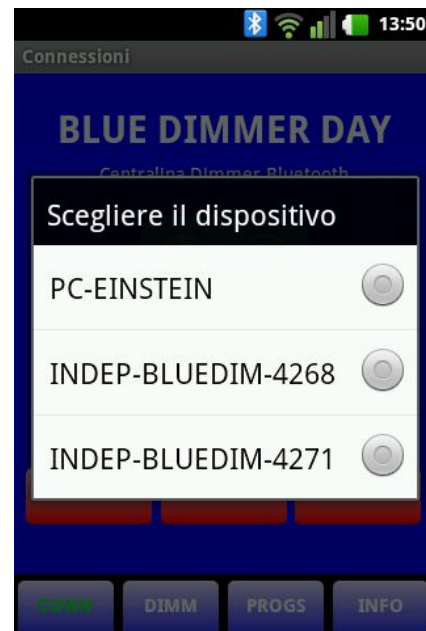 13:50
Connessioni
BLUE DIMMER DAY
Centralina Dimmer Bluetooth
Scegliere il dispositivo
PC-EINSTEIN
INDEP-BLUEDIM-4268
INDEP-BLUEDIM-4271
CONN DIMM PROGS INFO